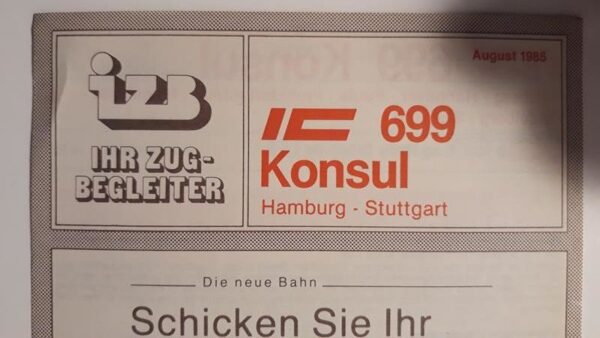 August 1985
izb
IHR ZUG-
BEGLEITER
IC 699
Konsul
Hamburg - Stuttgart
Die neue Bahn
Schicken Sie Ihr